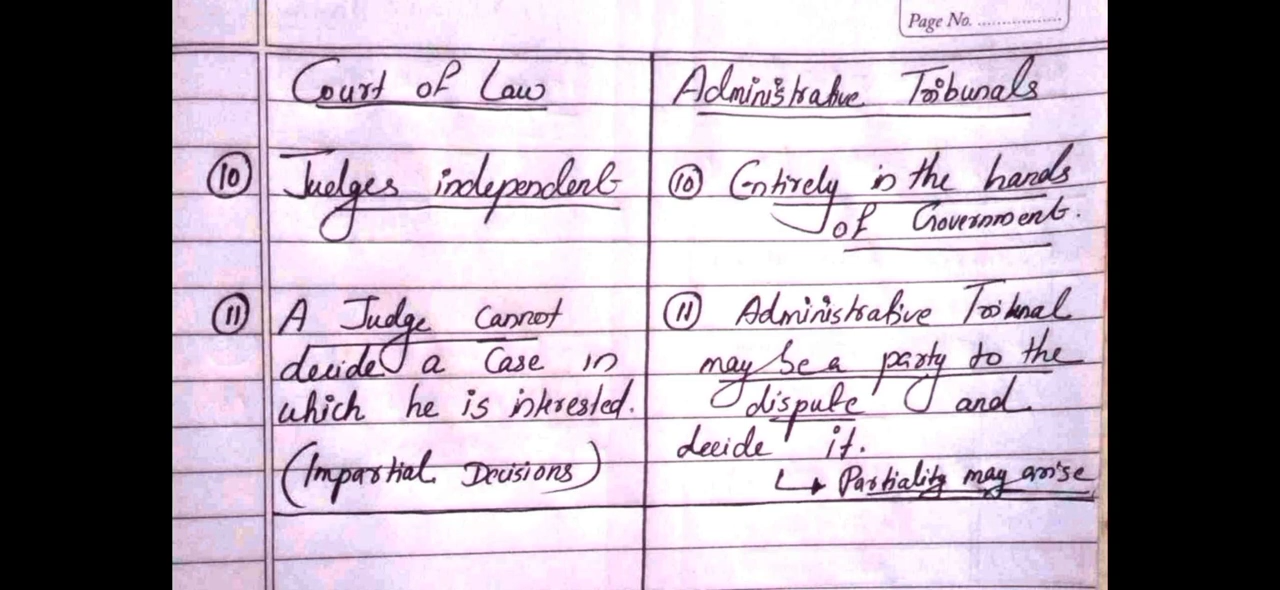 Page No. ..................
Court of Law
Administrative Tribunals
10 Judges independent
10 Entirely in the hands
of Government.
11 A Judge cannot
decide a case in
which he is interested.
(Impartial Decisions)
11 Administrative Tribunal
may be a party to the
dispute and
decide it.
↳ Partiality may arise